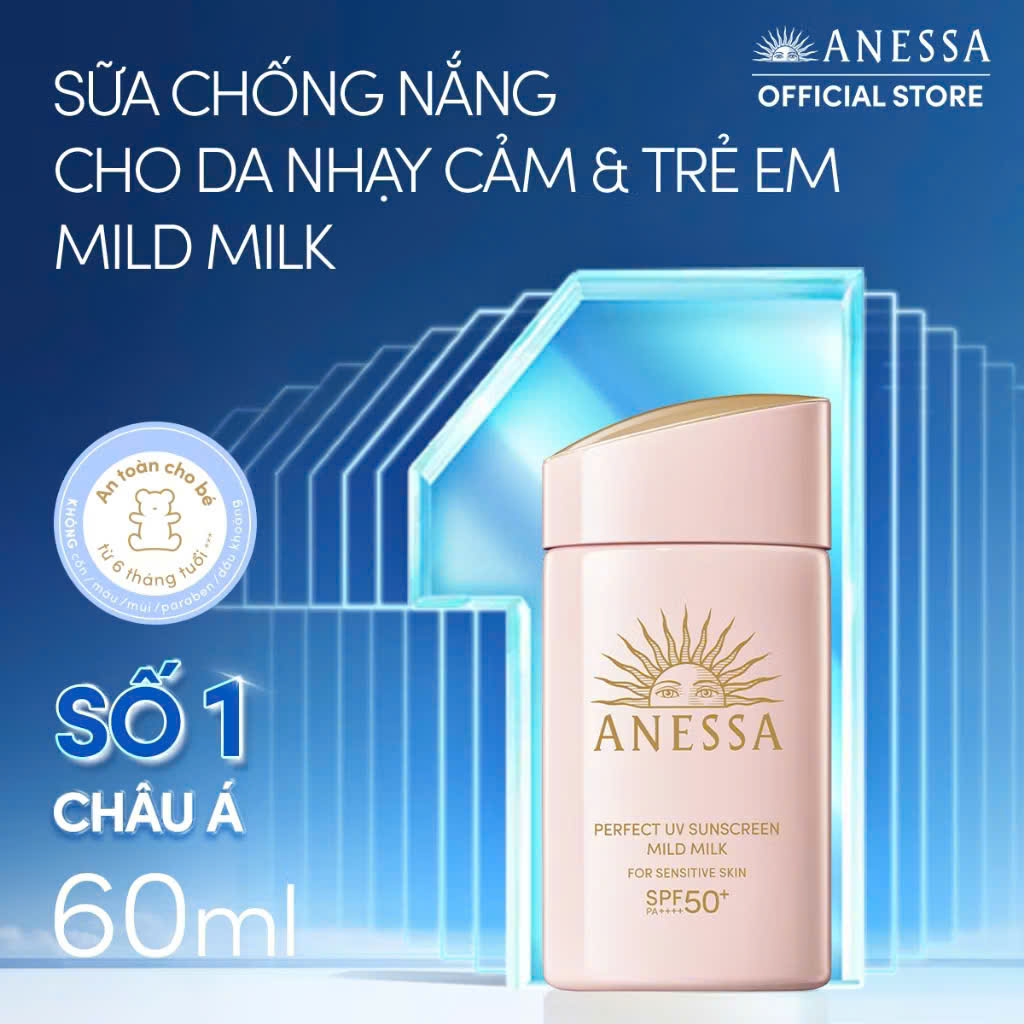 ANESSA
OFFICIAL STORE
SỮA CHỐNG NẮNG
CHO DA NHẠY CẢM & TRẺ EM
MILD MILK
An toàn cho bé
từ 6 tháng tuổi ***
KHÔNG cồn/màu/mùi/paraben/dầu khoáng
SỐ 1
CHÂU Á
60ml
ANESSA
PERFECT UV SUNSCREEN
MILD MILK
FOR SENSITIVE SKIN
SPF50+
PA++++